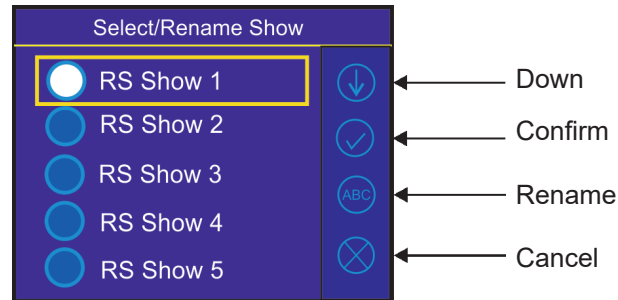 Select/Rename Show
RS Show 1
RS Show 2
RS Show 3
RS Show 4
RS Show 5
ABC
Down
Confirm
Rename
Cancel